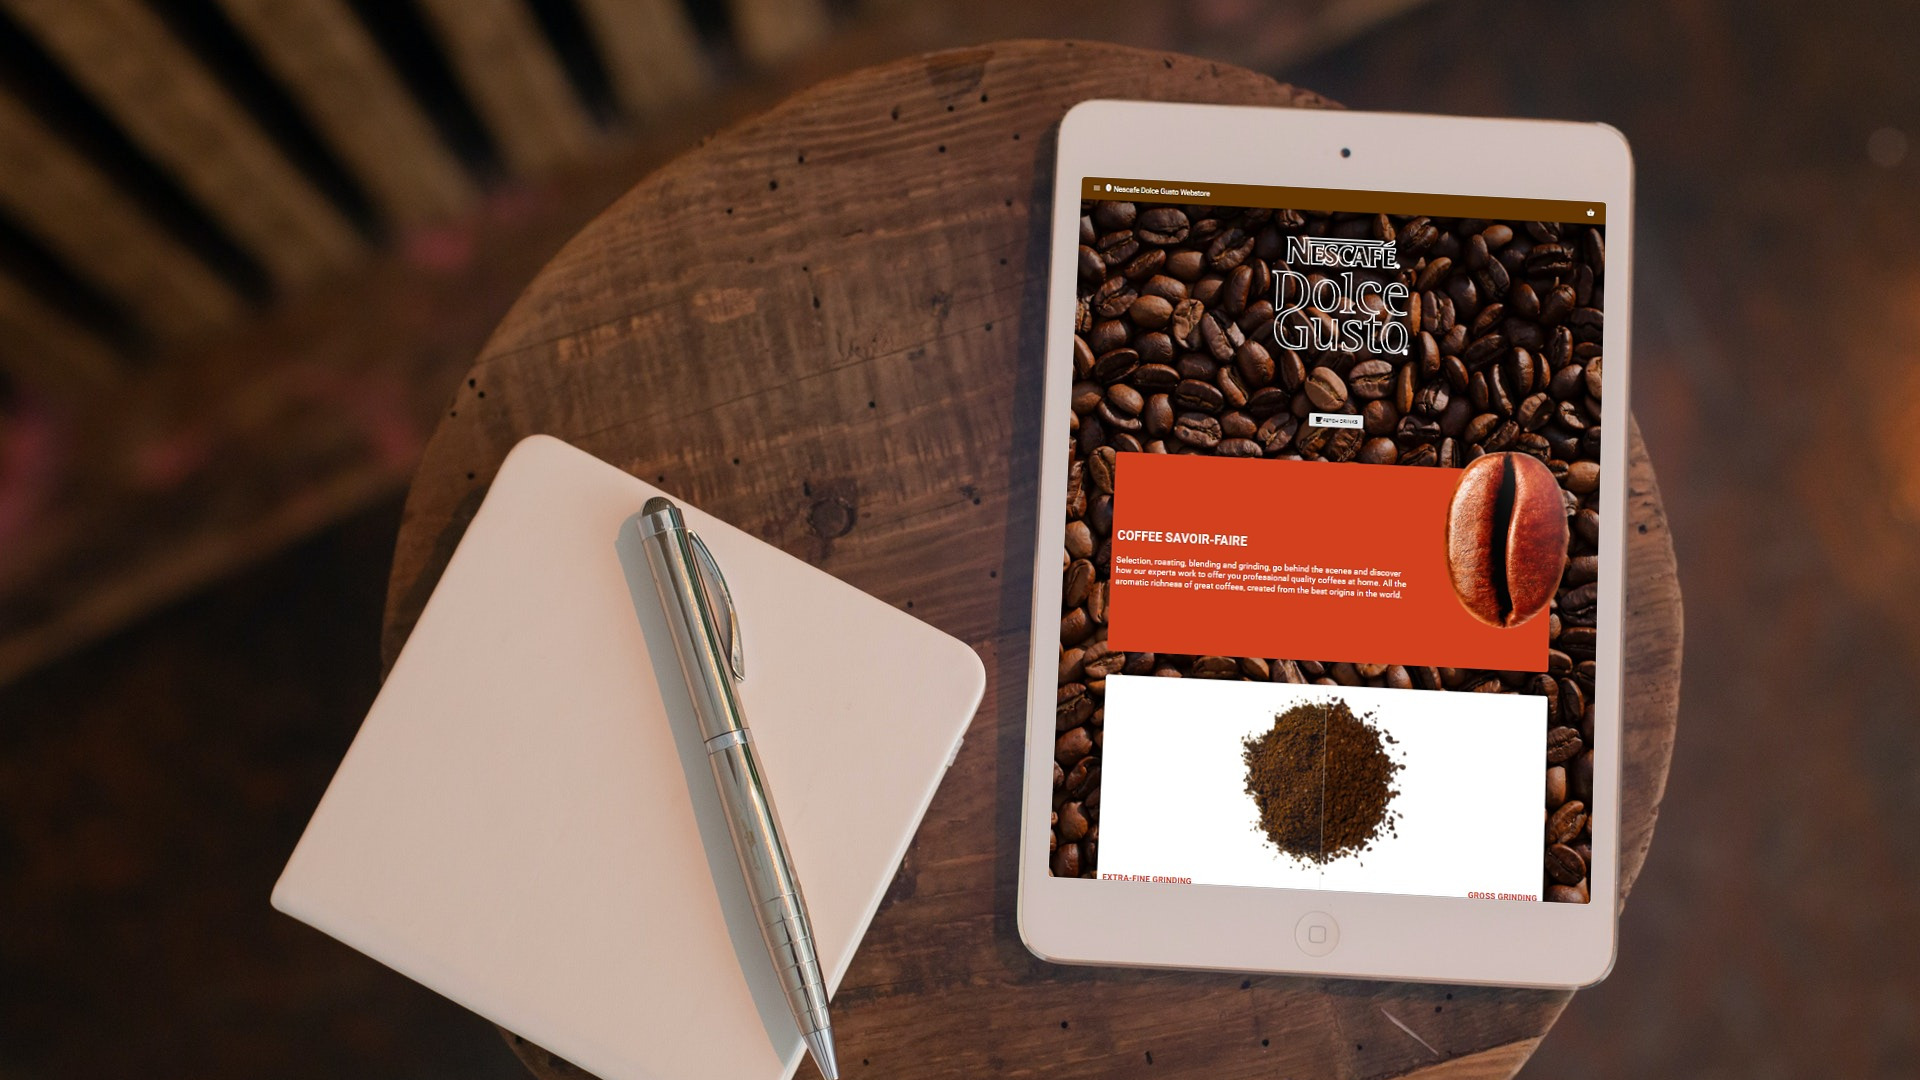 Nescafe Dolce Gusto Webstore
NESCAFÉ.
Dolce
Gusto
FETCH DRINKS
COFFEE SAVOIR-FAIRE
Selection, roasting, blending and grinding, go behind the scenes and discover
how our experts work to offer you professional quality coffees at home. All the
aromatic richness of great coffees, created from the best origins in the world.
EXTRA-FINE GRINDING
GROSS GRINDING